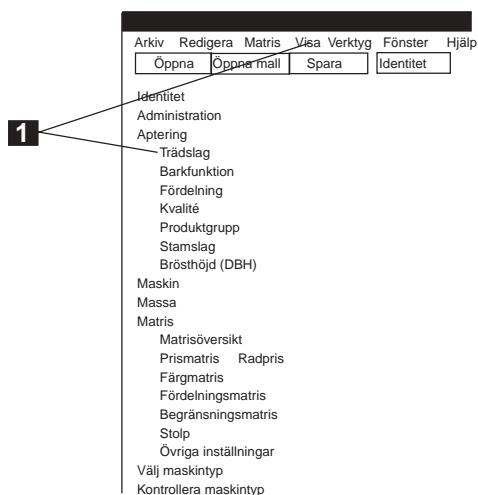 Arkiv Redigera Matris Visa Verktyg Fönster Hjälp
Öppna Öppna mall Spara Identitet
Identitet
Administration
Aptering
1
Trädslag
Barkfunktion
Fördelning
Kvalité
Produktgrupp
Stamslag
Brösthöjd (DBH)
Maskin
Massa
Matris
Matrisöversikt
Prismatris Radpris
Färgmatris
Fördelningsmatris
Begränsningsmatris
Stolp
Övriga inställningar
Välj maskintyp
Kontrollera maskintyp